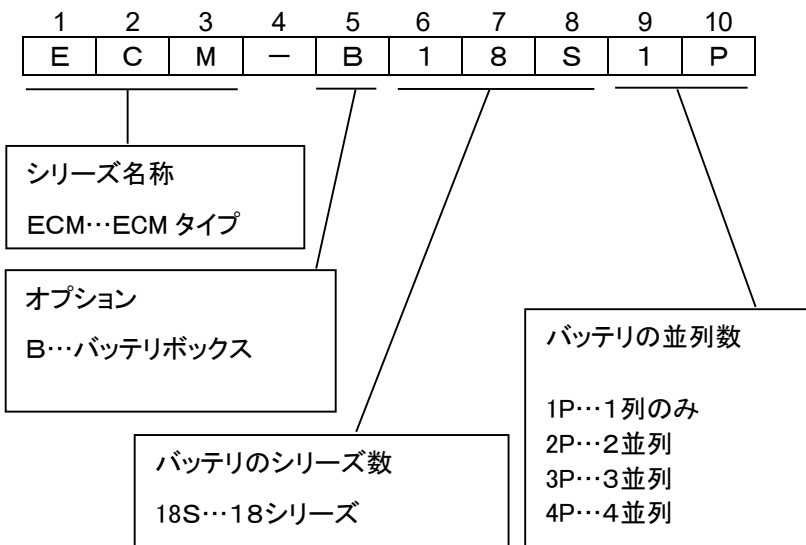 1 2 3 4 5 6 7 8 9 10
E C M － B 1 8 S 1 P
シリーズ名称
ECM…ECM タイプ
オプション
B…バッテリボックス
バッテリのシリーズ数
18S…18シリーズ
バッテリの並列数
1P…1列のみ
2P…2並列
3P…3並列
4P…4並列